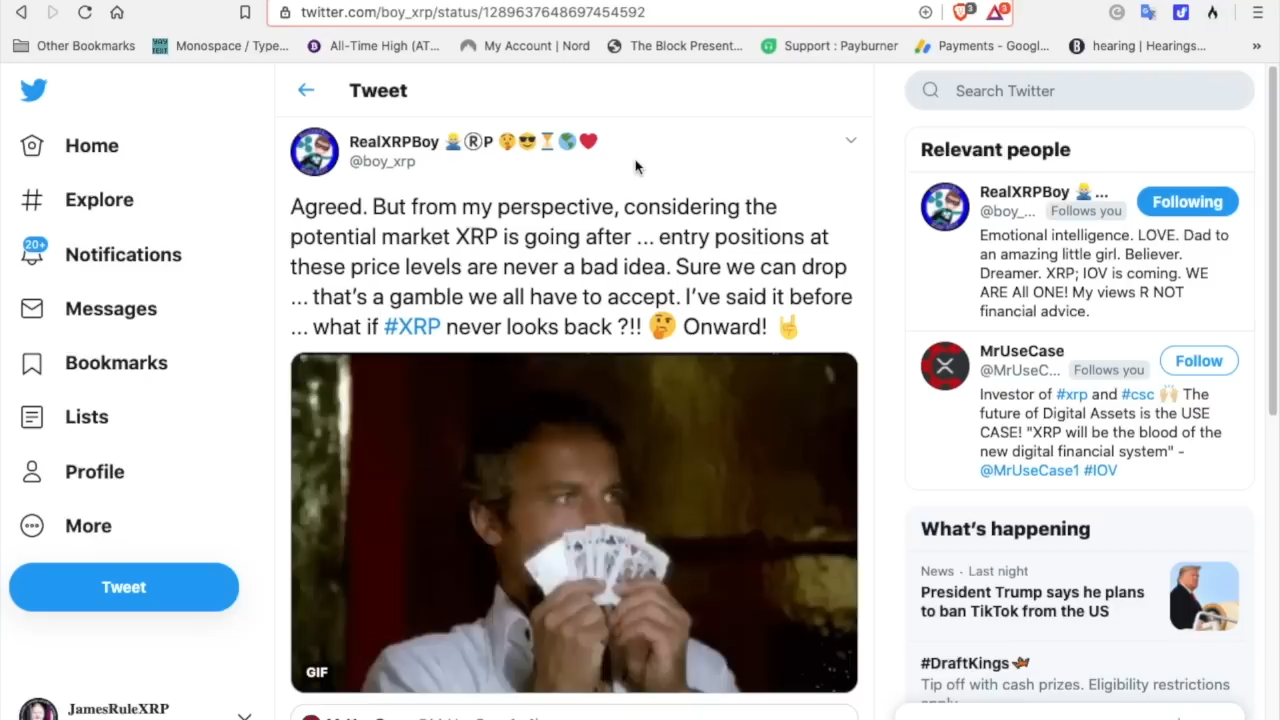 twitter.com/boy_xrp/status/1289637648697454592
3
3
Other Bookmarks
Monospace / Type...
All-Time High (AT...
My Account | Nord
The Block Present...
Support : Payburner
Payments - Googl...
hearing | Hearings...
»
Tweet
Search Twitter
Home
Explore
20+
Notifications
Messages
Bookmarks
Lists
Profile
More
Tweet
JamesRuleXRP
RealXRPBoy 🙋🏼‍♂️ⓇP 🤫😎⏳🌎❤️
@boy_xrp
Agreed. But from my perspective, considering the
potential market XRP is going after ... entry positions at
these price levels are never a bad idea. Sure we can drop
... that’s a gamble we all have to accept. I’ve said it before
... what if #XRP never looks back ?!! 🤔 Onward! 🤘
GIF
Relevant people
RealXRPBoy ...
@boy_... Follows you
Following
Emotional intelligence. LOVE. Dad to
an amazing little girl. Believer.
Dreamer. XRP; IOV is coming. WE
ARE All ONE! My views R NOT
financial advice.
MrUseCase
@MrUseC... Follows you
Follow
Investor of #xrp and #csc 🙌🏻 The
future of Digital Assets is the USE
CASE! "XRP will be the blood of the
new digital financial system" -
@MrUseCase1 #IOV
What’s happening
News · Last night
President Trump says he plans
to ban TikTok from the US
#DraftKings
Tip off with cash prizes. Eligibility restrictions